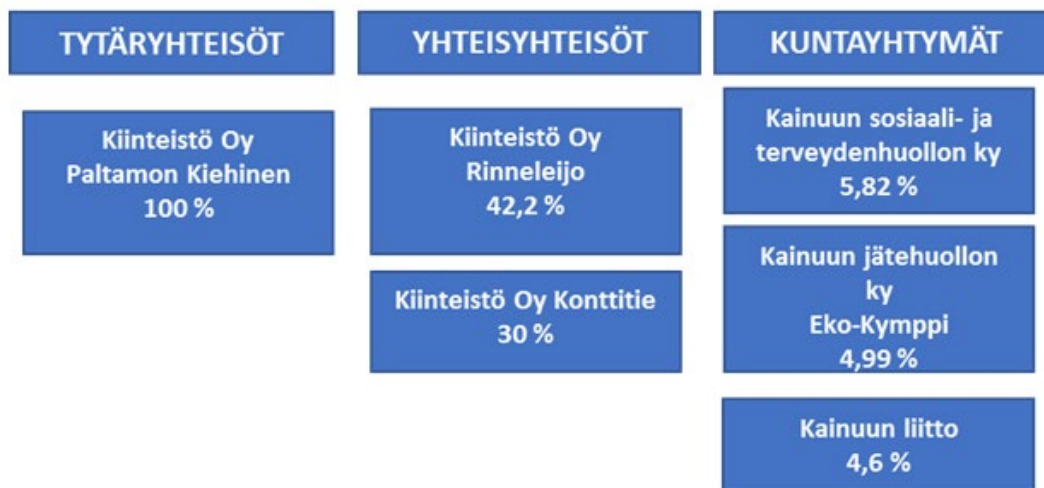 TYTÄRYHTEISÖT
Kiinteistö Oy
Paltamon Kiehinen
100 %
YHTEISYHTEISÖT
Kiinteistö Oy
Rinneleijo
42,2 %
Kiinteistö Oy Konttitie
30 %
KUNTAYHTYMÄT
Kainuun sosiaali- ja
terveydenhuollon ky
5,82 %
Kainuun jätehuollon
ky
Eko-Kymppi
4,99 %
Kainuun liitto
4,6 %